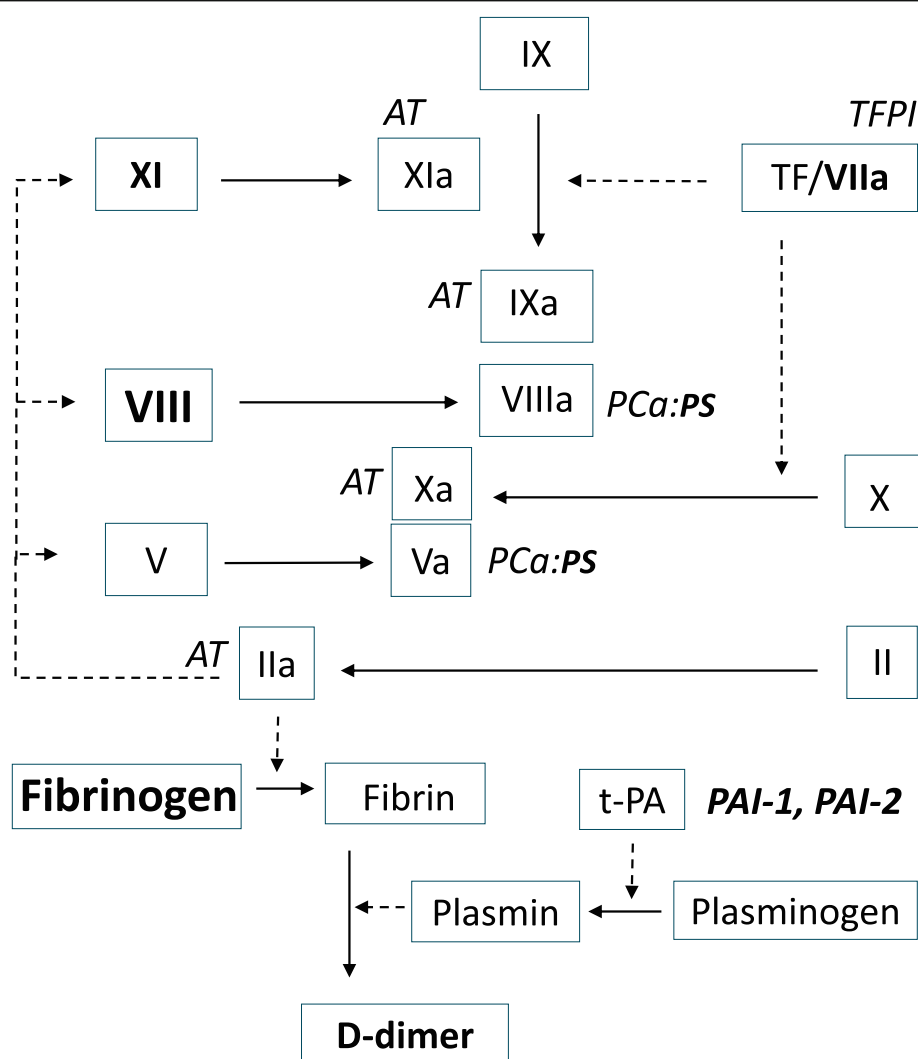 IX
AT
TFPI
XI
XIa
TF/VIIa
AT
IXa
VIII
VIIIa
PCa:PS
AT
Xa
X
V
Va
PCa:PS
AT
IIa
II
Fibrinogen
Fibrin
t-PA
PAI-1, PAI-2
Plasmin
Plasminogen
D-dimer